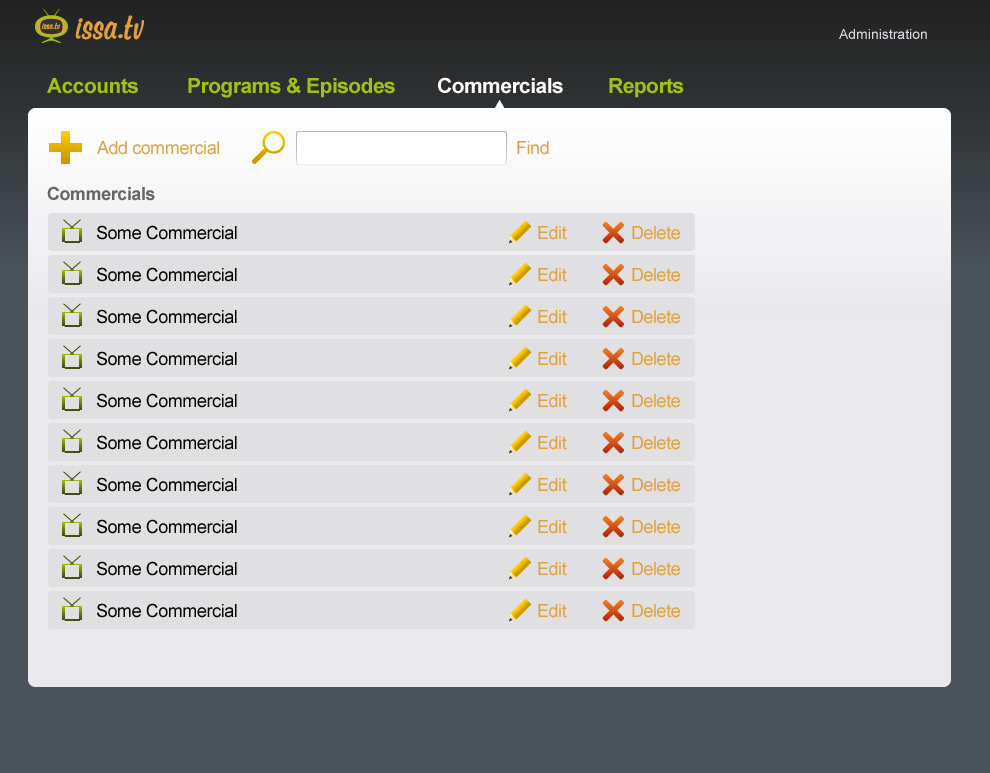 issa.tv issa.tv
Administration
Accounts Programs & Episodes Commercials Reports
Add commercial Find
Commercials
Some Commercial Edit Delete
Some Commercial Edit Delete
Some Commercial Edit Delete
Some Commercial Edit Delete
Some Commercial Edit Delete
Some Commercial Edit Delete
Some Commercial Edit Delete
Some Commercial Edit Delete
Some Commercial Edit Delete
Some Commercial Edit Delete